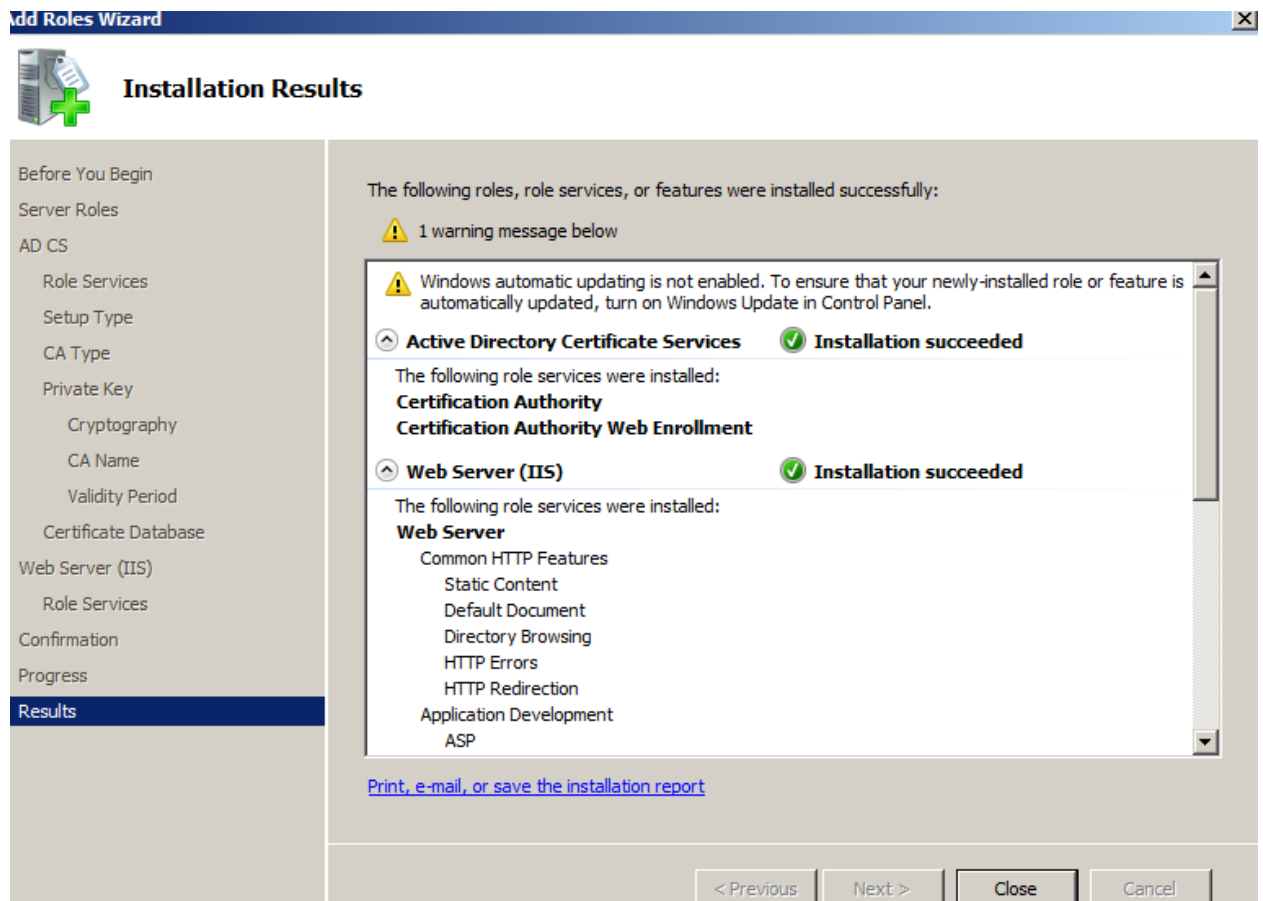 Add Roles Wizard
Installation Results
Before You Begin
Server Roles
AD CS
Role Services
Setup Type
CA Type
Private Key
Cryptography
CA Name
Validity Period
Certificate Database
Web Server (IIS)
Role Services
Confirmation
Progress
Results
The following roles, role services, or features were installed successfully:
1 warning message below
Windows automatic updating is not enabled. To ensure that your newly-installed role or feature is
automatically updated, turn on Windows Update in Control Panel.
Active Directory Certificate Services Installation succeeded
The following role services were installed:
Certification Authority
Certification Authority Web Enrollment
Web Server (IIS) Installation succeeded
The following role services were installed:
Web Server
Common HTTP Features
Static Content
Default Document
Directory Browsing
HTTP Errors
HTTP Redirection
Application Development
ASP
Print, e-mail, or save the installation report
< Previous Next > Close Cancel